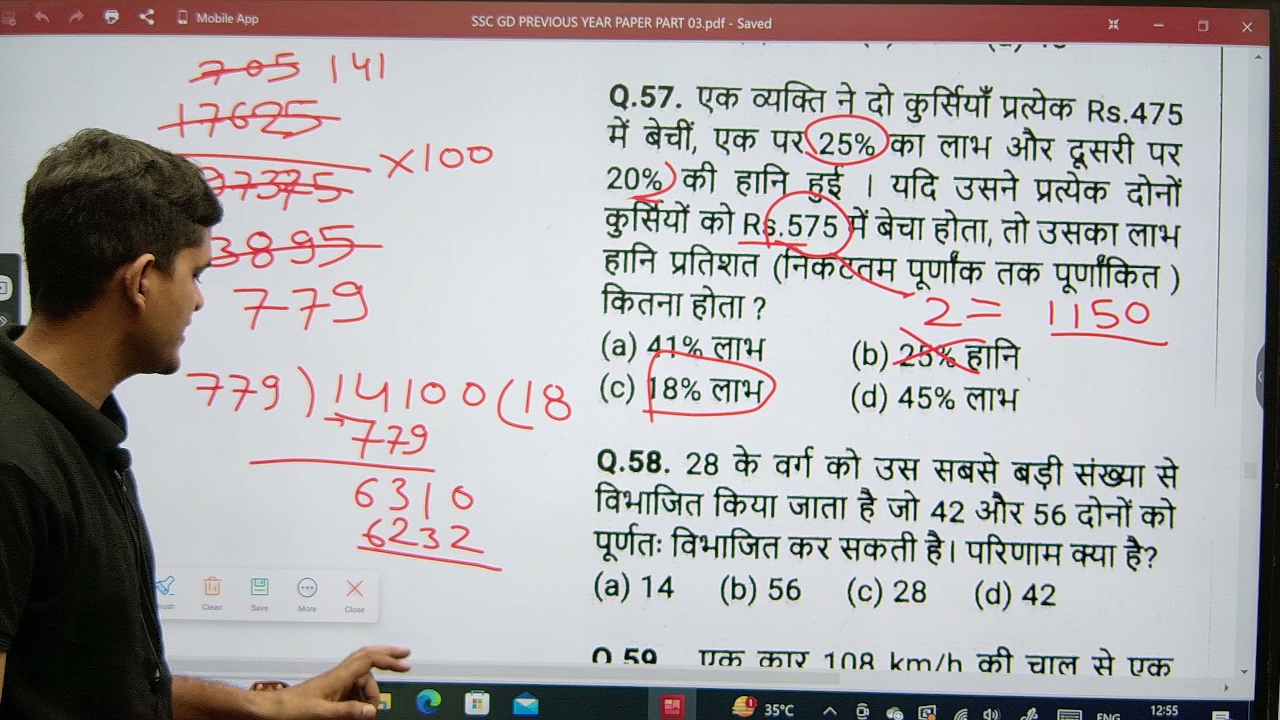 Mobile App
SSC GD PREVIOUS YEAR PAPER PART 03.pdf - Saved
705 141
17625
97375 ×100
3895
779
779 ) 14100 ( 18
779
6310
6232
Q.57. एक व्यक्ति ने दो कुर्सियाँ प्रत्येक Rs.475
में बेचीं, एक पर 25% का लाभ और दूसरी पर
20% की हानि हुई । यदि उसने प्रत्येक दोनों
कुर्सियों को Rs.575 में बेचा होता, तो उसका लाभ
हानि प्रतिशत (निकटतम पूर्णांक तक पूर्णांकित )
कितना होता ?
2 = 1150
(a) 41% लाभ (b) 25% हानि
(c) 18% लाभ (d) 45% लाभ
Q.58. 28 के वर्ग को उस सबसे बड़ी संख्या से
विभाजित किया जाता है जो 42 और 56 दोनों को
पूर्णतः विभाजित कर सकती है। परिणाम क्या है?
(a) 14 (b) 56 (c) 28 (d) 42
Q.59 एक कार 108 km/h की चाल से एक
Clean Save More Close
35°C
ENG
12:55